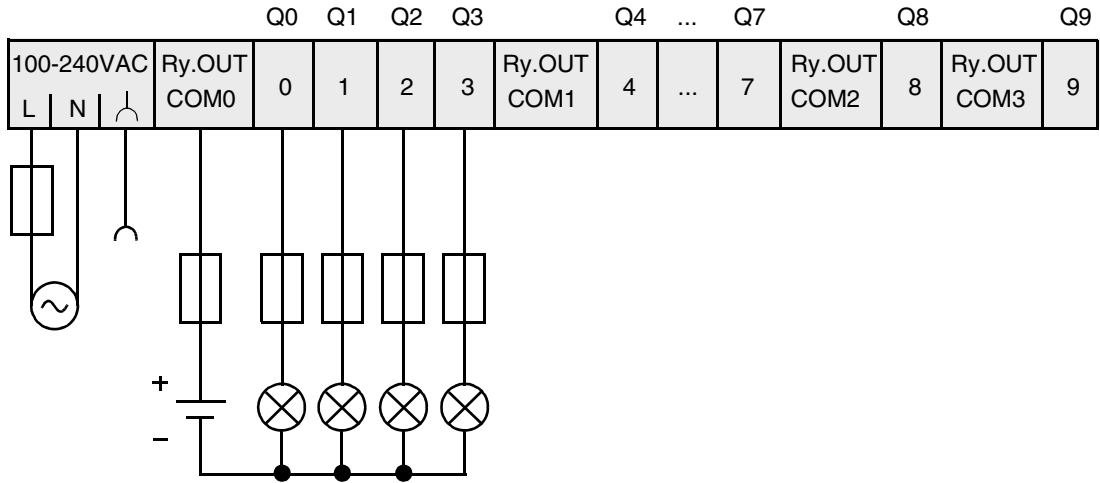 Q0 Q1 Q2 Q3 Q4 ... Q7 Q8 Q9
100-240VAC Ry.OUT Ry.OUT Ry.OUT Ry.OUT
L N COM0 0 1 2 3 COM1 4 ... 7 COM2 8 COM3 9
+
–